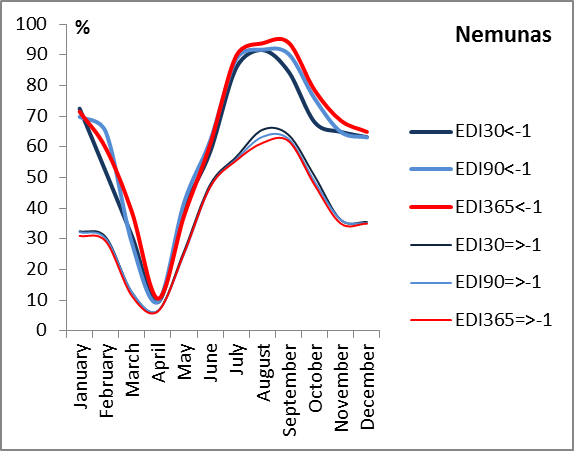 %
Nemunas
100
90
80
70
60
50
40
30
20
10
0
January
February
March
April
May
June
July
August
September
October
November
December
EDI30<-1
EDI90<-1
EDI365<-1
EDI30=>-1
EDI90=>-1
EDI365=>-1